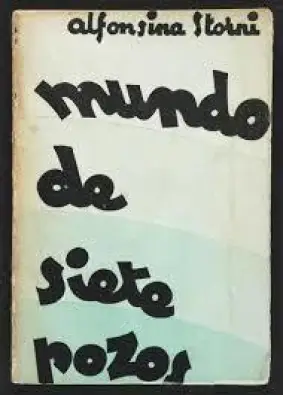 alfonsina storni
mundo
de
siete
pozos